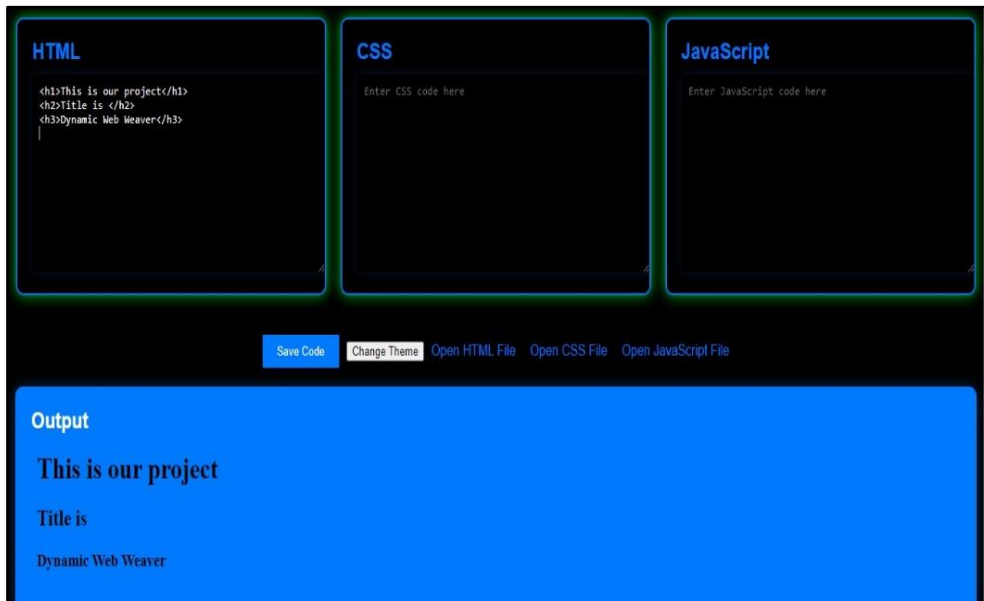 HTML
<h1>This is our project</h1>
<h2>Title is </h2>
<h3>Dynamic Web Weaver</h3>
CSS
Enter CSS code here
JavaScript
Enter JavaScript code here
Save Code Change Theme Open HTML File Open CSS File Open JavaScript File
Output
This is our project
Title is
Dynamic Web Weaver